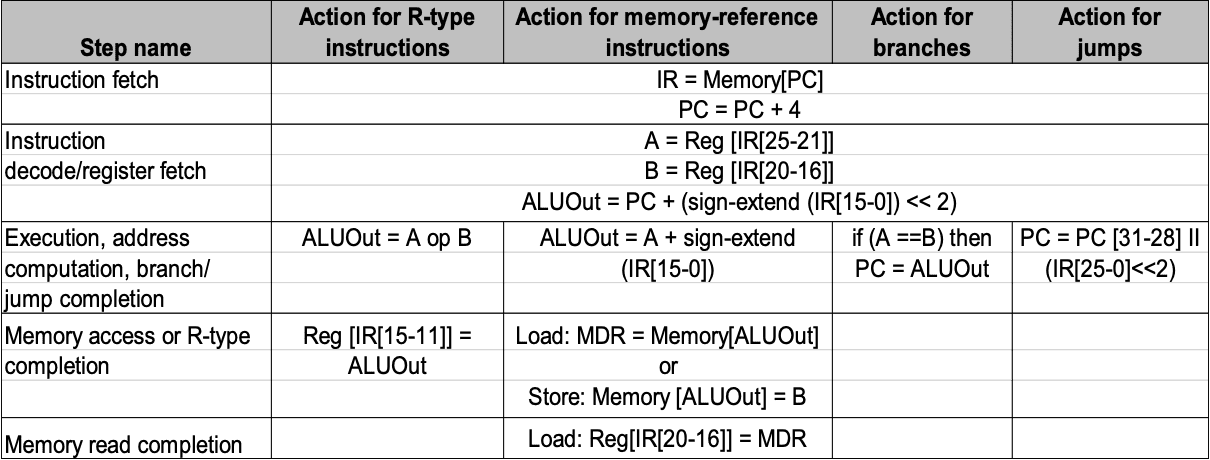 Step name
Action for R-type
instructions
Action for memory-reference
instructions
Action for
branches
Action for
jumps
Instruction fetch
IR = Memory[PC]
PC = PC + 4
Instruction
decode/register fetch
A = Reg [IR[25-21]]
B = Reg [IR[20-16]]
ALUOut = PC + (sign-extend (IR[15-0]) << 2)
Execution, address
computation, branch/
jump completion
ALUOut = A op B
ALUOut = A + sign-extend
(IR[15-0])
if (A ==B) then
PC = ALUOut
PC = PC [31-28] II
(IR[25-0]<<2)
Memory access or R-type
completion
Reg [IR[15-11]] =
ALUOut
Load: MDR = Memory[ALUOut]
or
Store: Memory [ALUOut] = B
Memory read completion
Load: Reg[IR[20-16]] = MDR